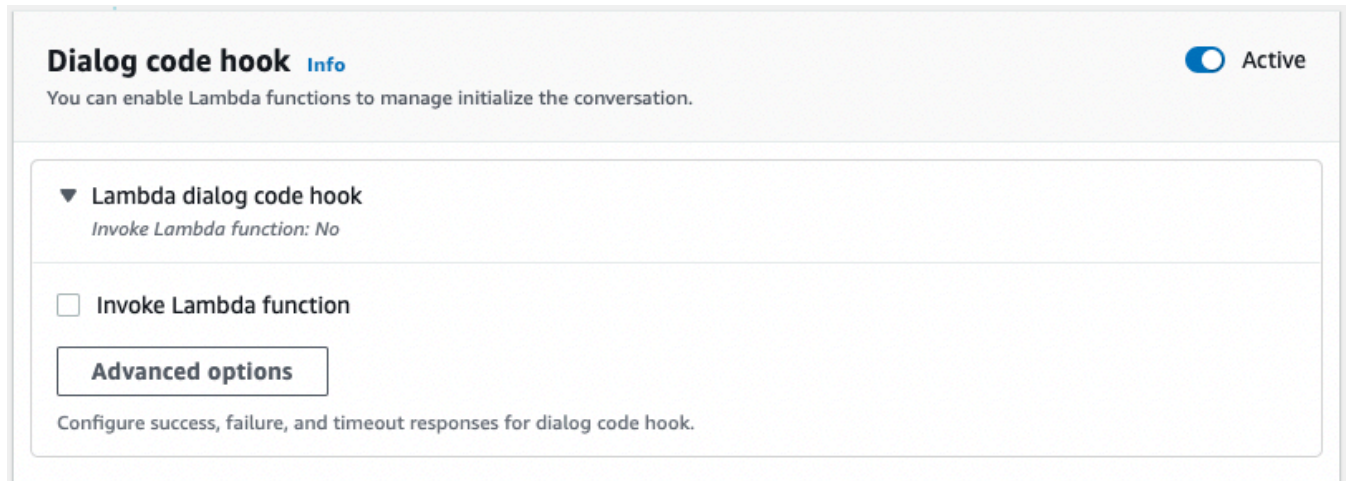 Dialog code hook Info
Active
You can enable Lambda functions to manage initialize the conversation.
Lambda dialog code hook
Invoke Lambda function: No
Invoke Lambda function
Advanced options
Configure success, failure, and timeout responses for dialog code hook.